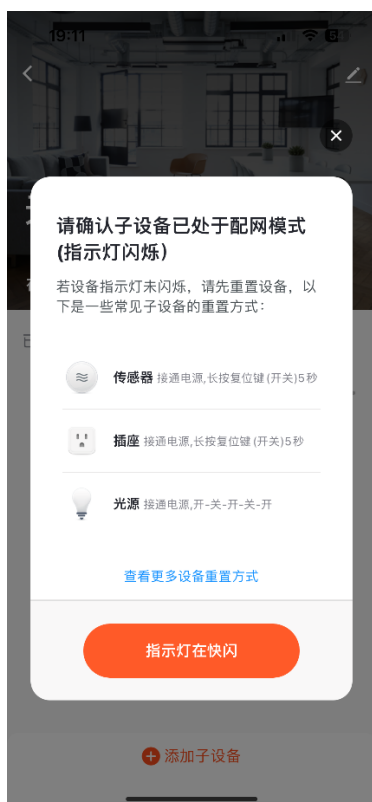 19:11
请确认子设备已处于配网模式
(指示灯闪烁）
若设备指示灯未闪烁，请先重置设备，以
下是一些常见子设备的重置方式：
传感器 接通电源,长按复位键(开关)5秒
插座 接通电源,长按复位键(开关)5秒
光源 接通电源,开-关-开-关-开
查看更多设备重置方式
指示灯在快闪
添加子设备